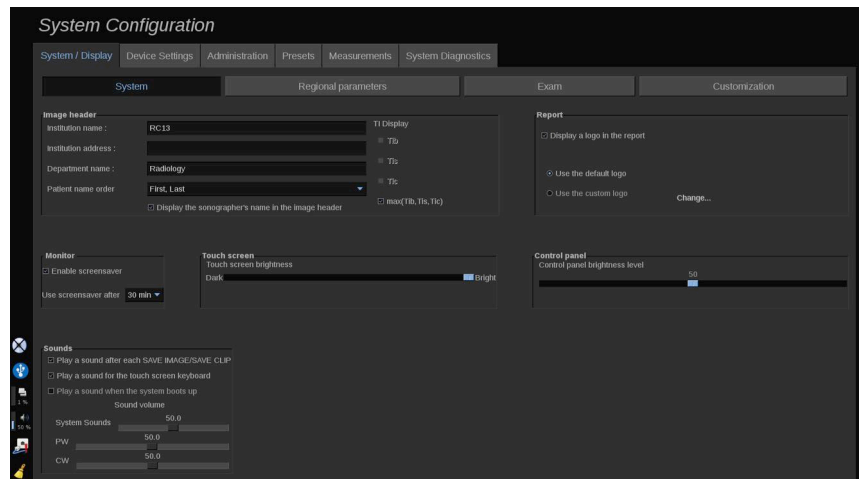 System Configuration
System / Display Device Settings Administration Presets Measurements System Diagnostics
System Regional parameters Exam Customization
Image header
Institution name : RC13
Institution address :
Department name : Radiology
Patient name order First, Last
Display the sonographer's name in the image header
TI Display
Tib
Tis
Tic
max(Tib,Tis,Tic)
Report
Display a logo in the report
Use the default logo
Use the custom logo Change...
Monitor
Enable screensaver
Use screensaver after 30 min
Touch screen
Touch screen brightness
Dark Bright
Control panel
Control panel brightness level
50
Sounds
Play a sound after each SAVE IMAGE/SAVE CLIP
Play a sound for the touch screen keyboard
Play a sound when the system boots up
Sound volume
System Sounds 50.0
PW 50.0
CW 50.0
1 %
50 %